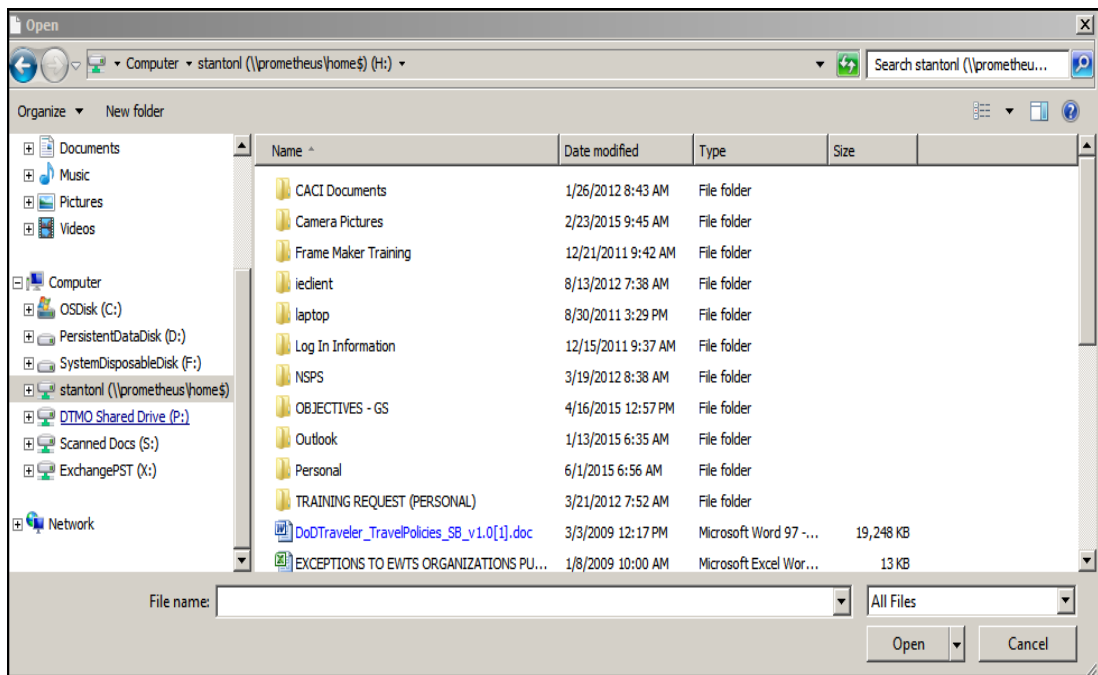 Open
Computer stantonl (\\prometheus\home$) (H:)
Search stantonl (\\prometheu...
Organize New folder
Documents
Music
Pictures
Videos
Computer
OSDisk (C:)
PersistentDataDisk (D:)
SystemDisposableDisk (F:)
stantonl (\\prometheus\home$)
DTMO Shared Drive (P:)
Scanned Docs (S:)
ExchangePST (X:)
Network
Name Date modified Type Size
CACI Documents 1/26/2012 8:43 AM File folder
Camera Pictures 2/23/2015 9:45 AM File folder
Frame Maker Training 12/21/2011 9:42 AM File folder
ieclient 8/13/2012 7:38 AM File folder
laptop 8/30/2011 3:29 PM File folder
Log In Information 12/15/2011 9:37 AM File folder
NSPS 3/19/2012 8:38 AM File folder
OBJECTIVES - GS 4/16/2015 12:57 PM File folder
Outlook 1/13/2015 6:35 AM File folder
Personal 6/1/2015 6:56 AM File folder
TRAINING REQUEST (PERSONAL) 3/21/2012 7:52 AM File folder
DoDTraveler_TravelPolicies_SB_v1.0[1].doc 3/3/2009 12:17 PM Microsoft Word 97 -... 19,248 KB
EXCEPTIONS TO EWTS ORGANIZATIONS PU... 1/8/2009 10:00 AM Microsoft Excel Wor... 13 KB
File name: All Files
Open Cancel